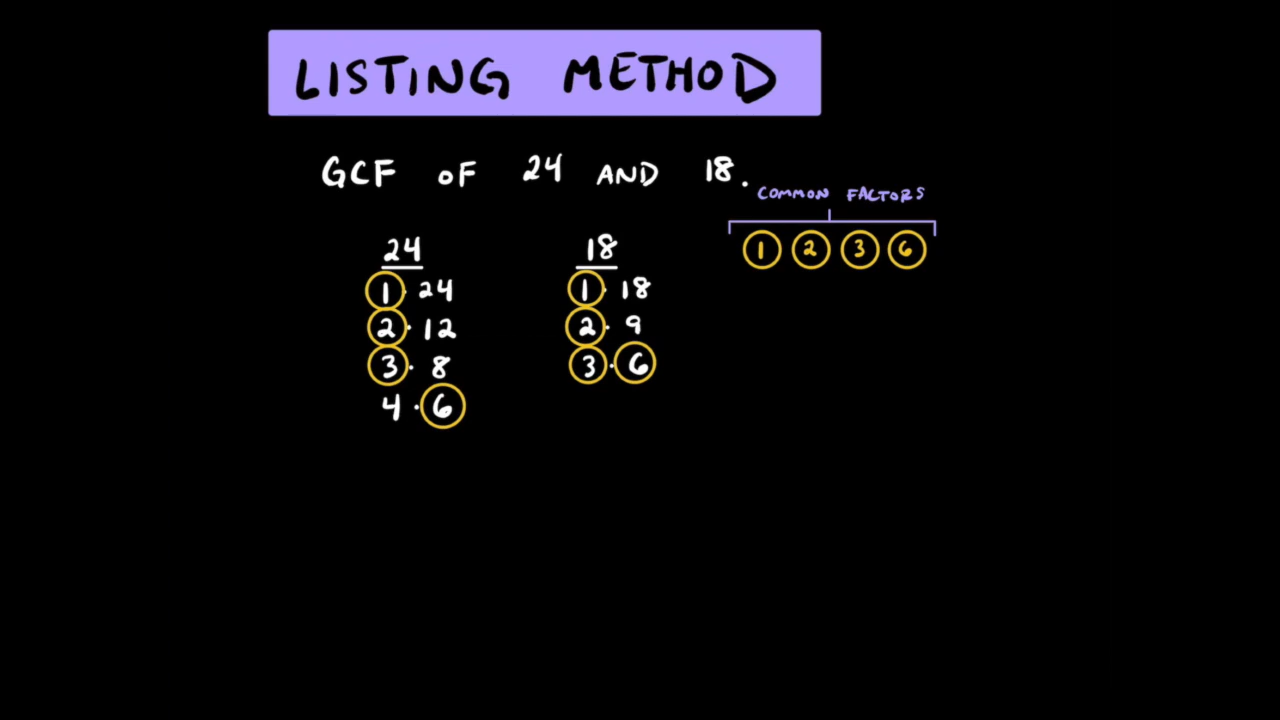 LISTING METHOD
GCF OF 24 AND 18.
COMMON FACTORS
1 2 3 6
24
1 · 24
2 · 12
3 · 8
4 · 6
18
1 · 18
2 · 9
3 · 6